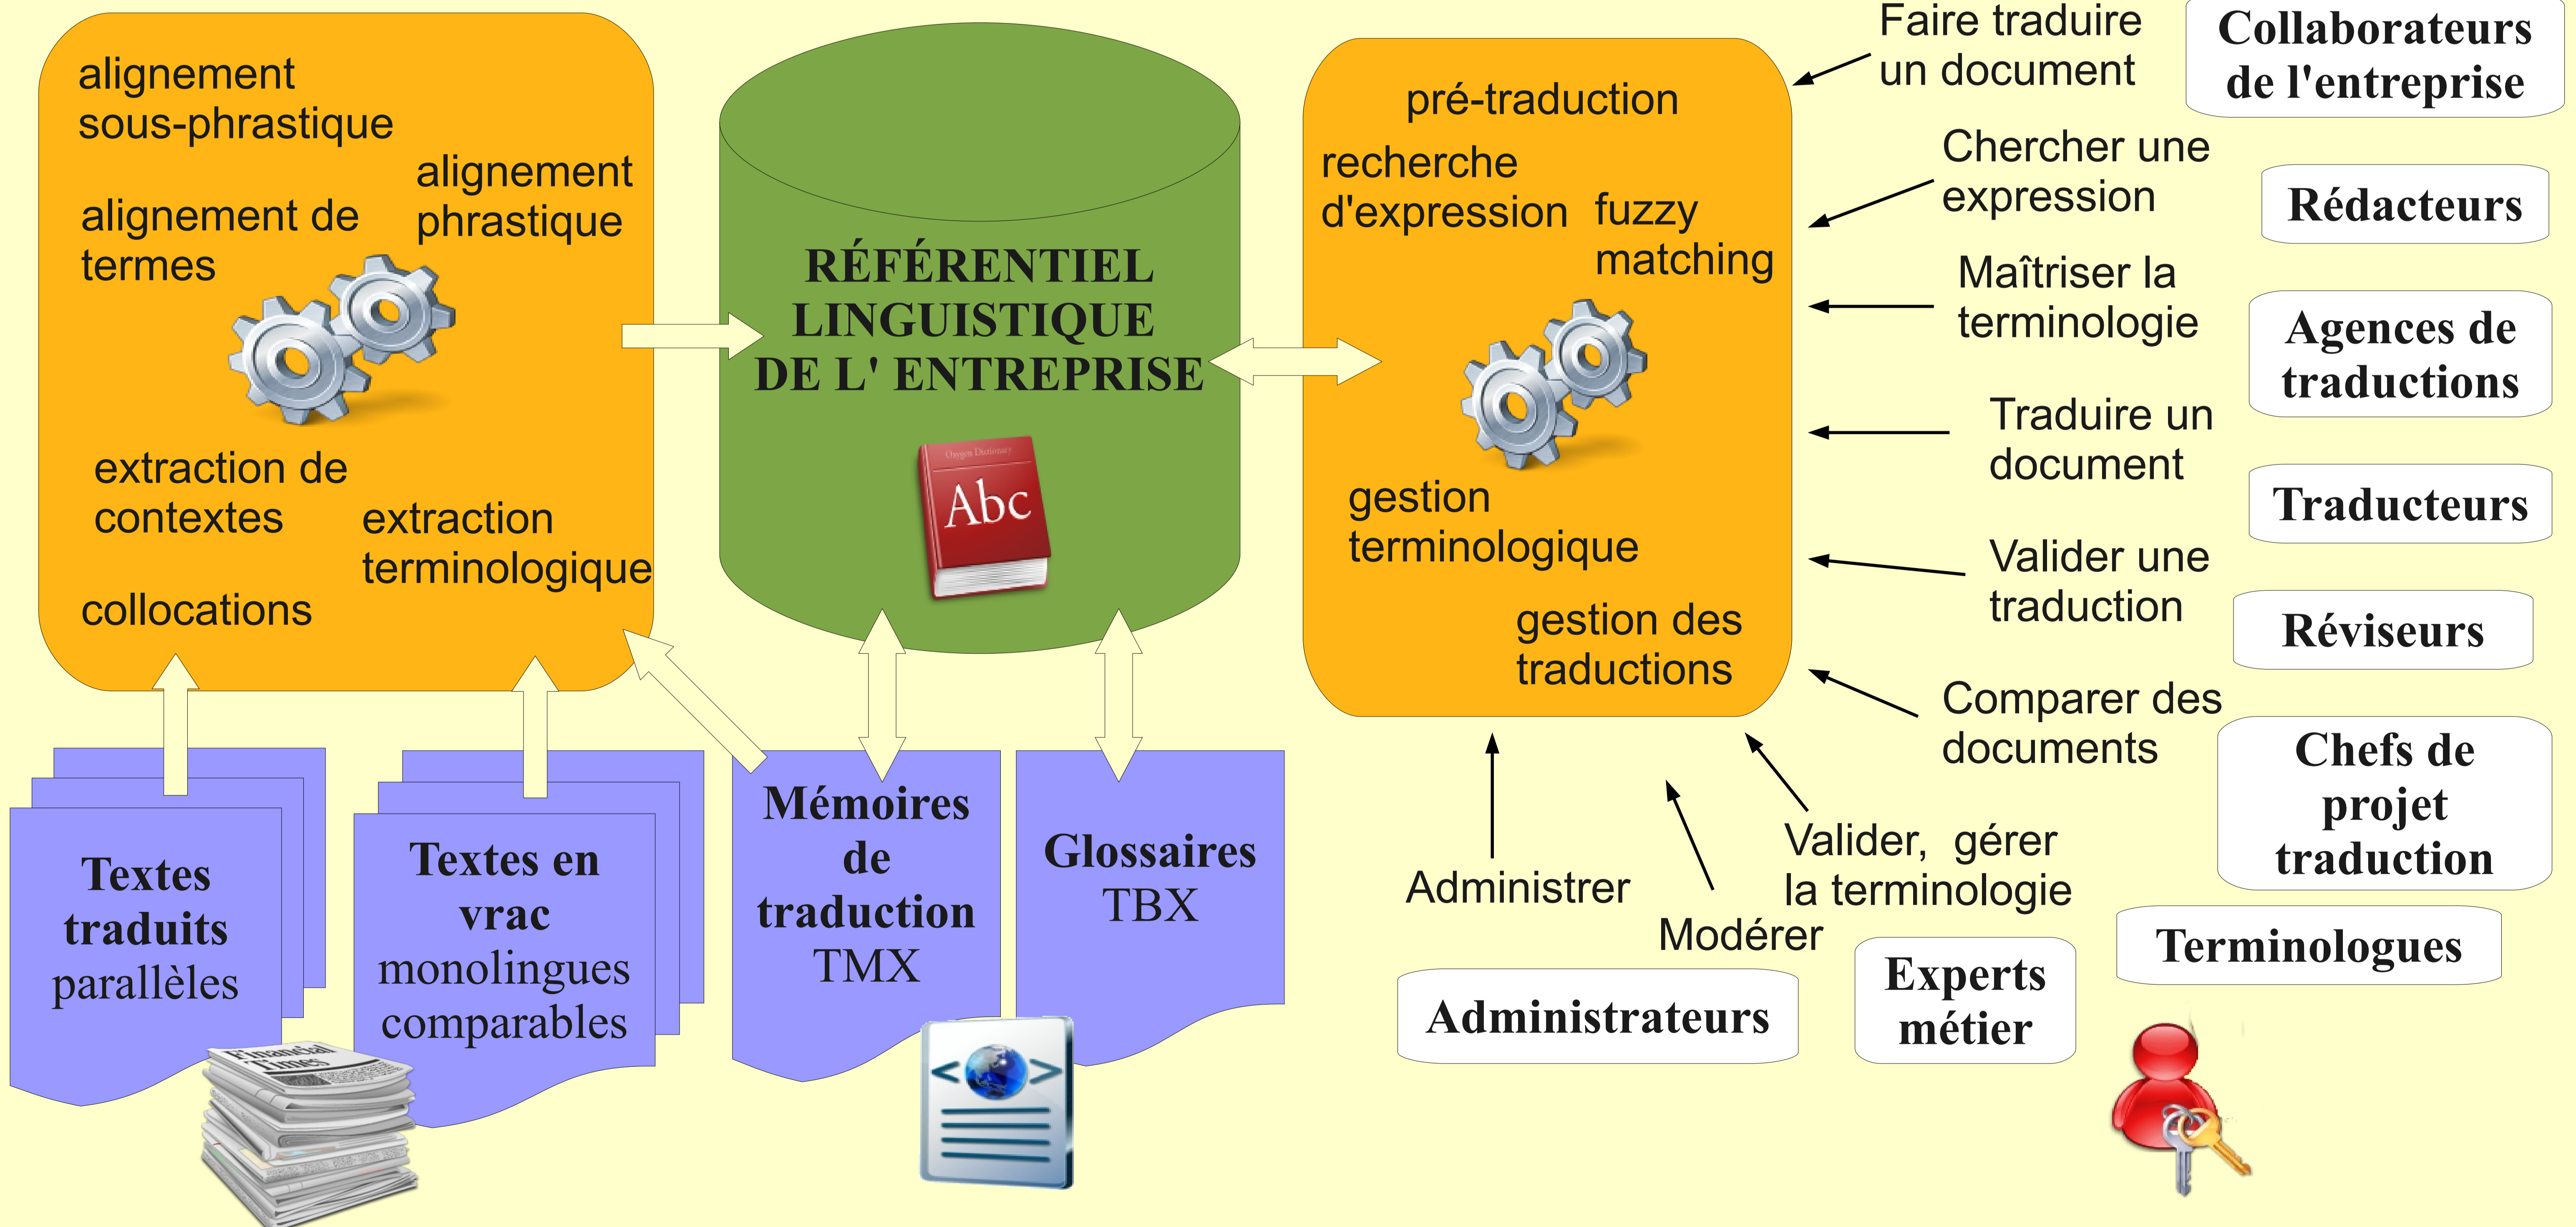 alignement
sous-phrastique
alignement
phrastique
alignement de
termes
extraction de
contextes
extraction
terminologique
collocations
RÉFÉRENTIEL
LINGUISTIQUE
DE L' ENTREPRISE
Oxygen Dictionary
Abc
pré-traduction
recherche
d'expression
fuzzy
matching
gestion
terminologique
gestion des
traductions
Faire traduire
un document
Chercher une
expression
Maîtriser la
terminologie
Traduire un
document
Valider une
traduction
Comparer des
documents
Valider, gérer
la terminologie
Modérer
Administrer
Collaborateurs
de l'entreprise
Rédacteurs
Agences de
traductions
Traducteurs
Réviseurs
Chefs de
projet
traduction
Terminologues
Experts
métier
Administrateurs
Textes
traduits
parallèles
Textes en
vrac
monolingues
comparables
Mémoires
de
traduction
TMX
Glossaires
TBX
Financial
Times